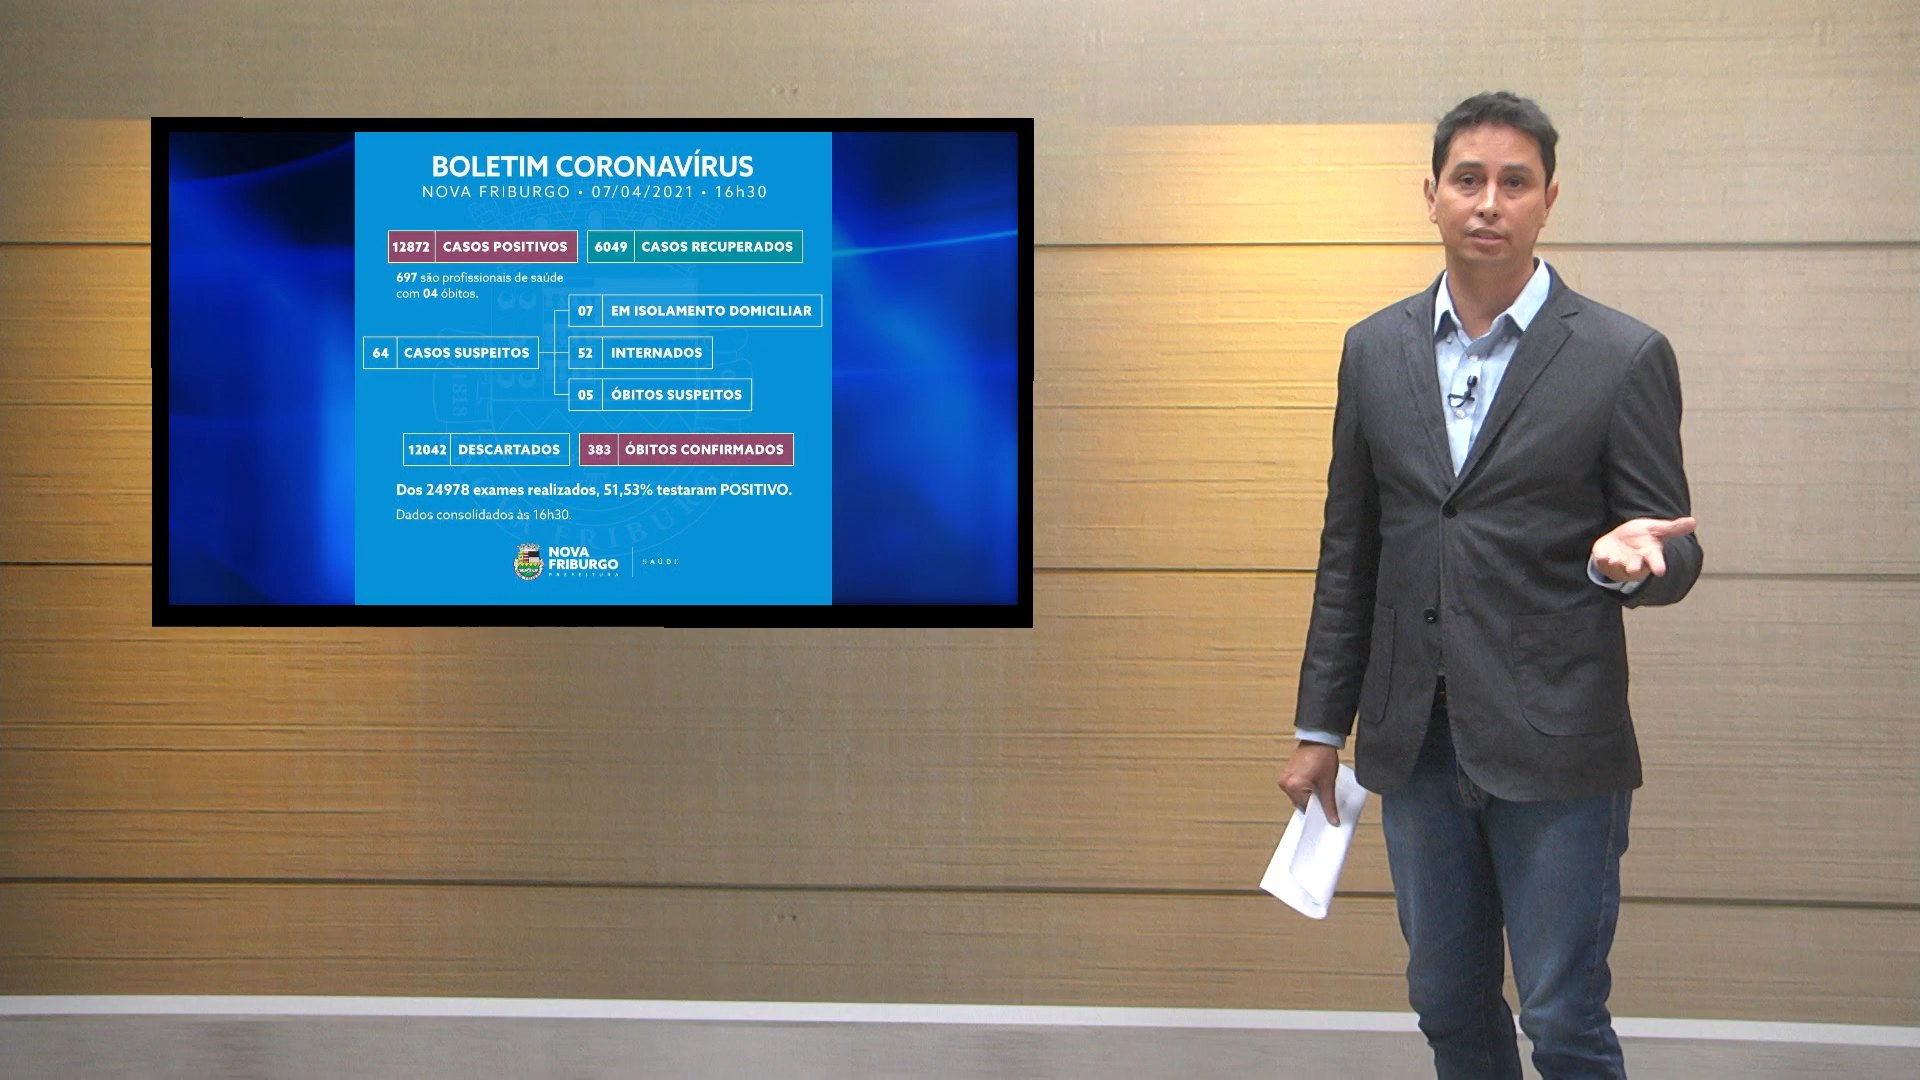 BOLETIM CORONAVÍRUS
NOVA FRIBURGO • 07/04/2021 • 16h30
12872 CASOS POSITIVOS
6049 CASOS RECUPERADOS
697 são profissionais de saúde
com 04 óbitos.
07 EM ISOLAMENTO DOMICILIAR
64 CASOS SUSPEITOS
52 INTERNADOS
05 ÓBITOS SUSPEITOS
12042 DESCARTADOS
383 ÓBITOS CONFIRMADOS
Dos 24978 exames realizados, 51,53% testaram POSITIVO.
Dados consolidados às 16h30.
NOVA
FRIBURGO
PREFEITURA
SAÚDE